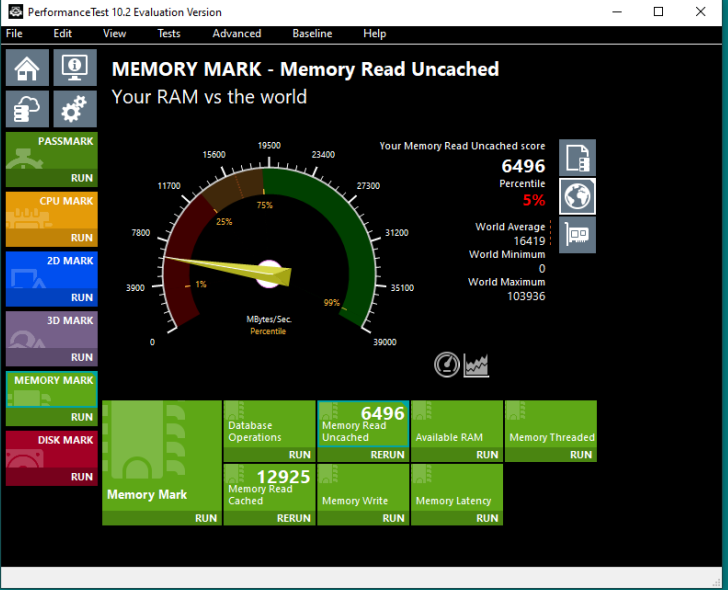 PerformanceTest 10.2 Evaluation Version
File Edit View Tests Advanced Baseline Help
MEMORY MARK - Memory Read Uncached
Your RAM vs the world
PASSMARK
RUN
CPU MARK
RUN
2D MARK
RUN
3D MARK
RUN
MEMORY MARK
RUN
DISK MARK
RUN
0
3900
7800
11700
15600
19500
23400
27300
31200
35100
39000
1%
25%
75%
99%
MBytes/Sec.
Percentile
Your Memory Read Uncached score
6496
Percentile
5%
World Average
16419
World Minimum
0
World Maximum
103936
Memory Mark
RUN
Database
Operations
RUN
6496
Memory Read
Uncached
RERUN
Available RAM
RUN
Memory Threaded
RUN
12925
Memory Read
Cached
RERUN
Memory Write
RUN
Memory Latency
RUN